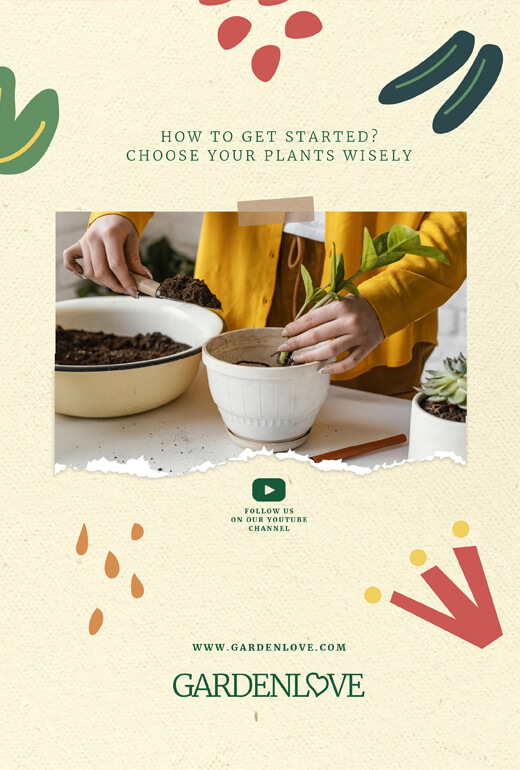 HOW TO GET STARTED?
CHOOSE YOUR PLANTS WISELY
FOLLOW US
ON OUR YOUTUBE
CHANNEL
WWW.GARDENLOVE.COM
GARDENLOVE